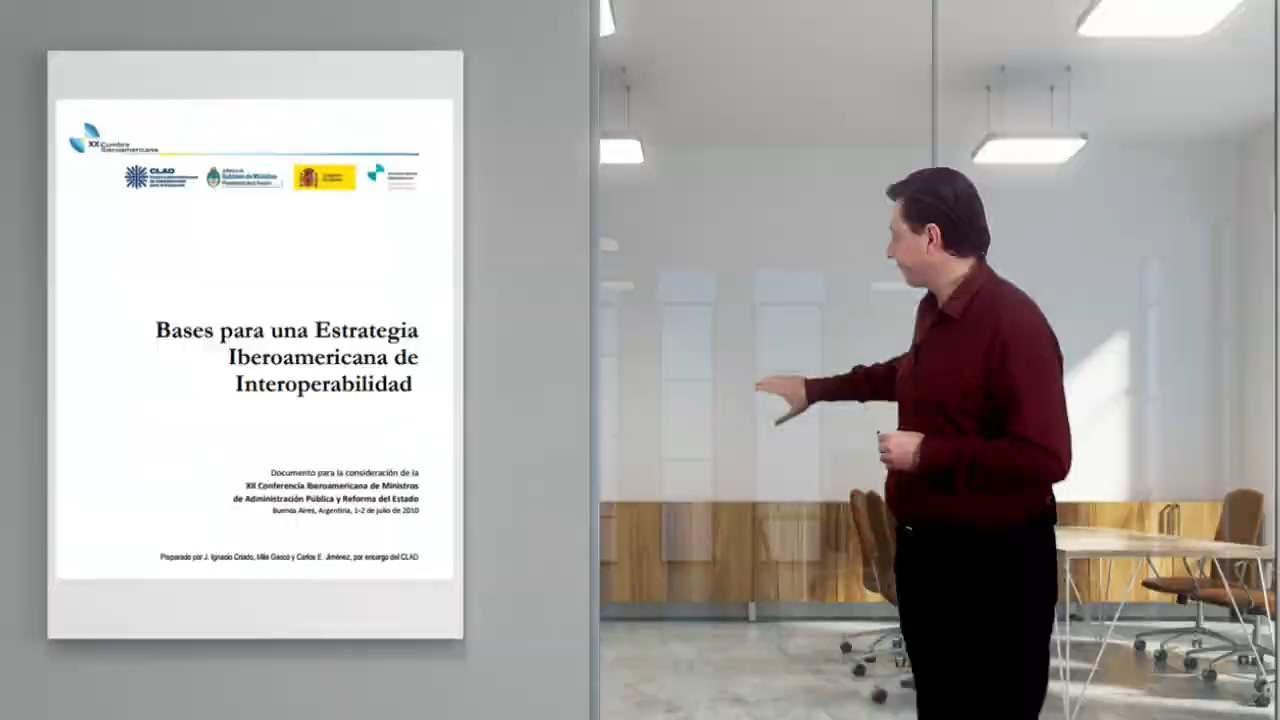 XX Cumbre
Iberoamericana
CLAD
Bases para una Estrategia
Iberoamericana de
Interoperabilidad
Documento para la consideración de la
XII Conferencia Iberoamericana de Ministros
de Administración Pública y Reforma del Estado
Buenos Aires, Argentina, 1-2 de julio de 2010
Preparado por J. Ignacio Criado, Mila Gascó y Carlos E. Jiménez, por encargo del CLAD